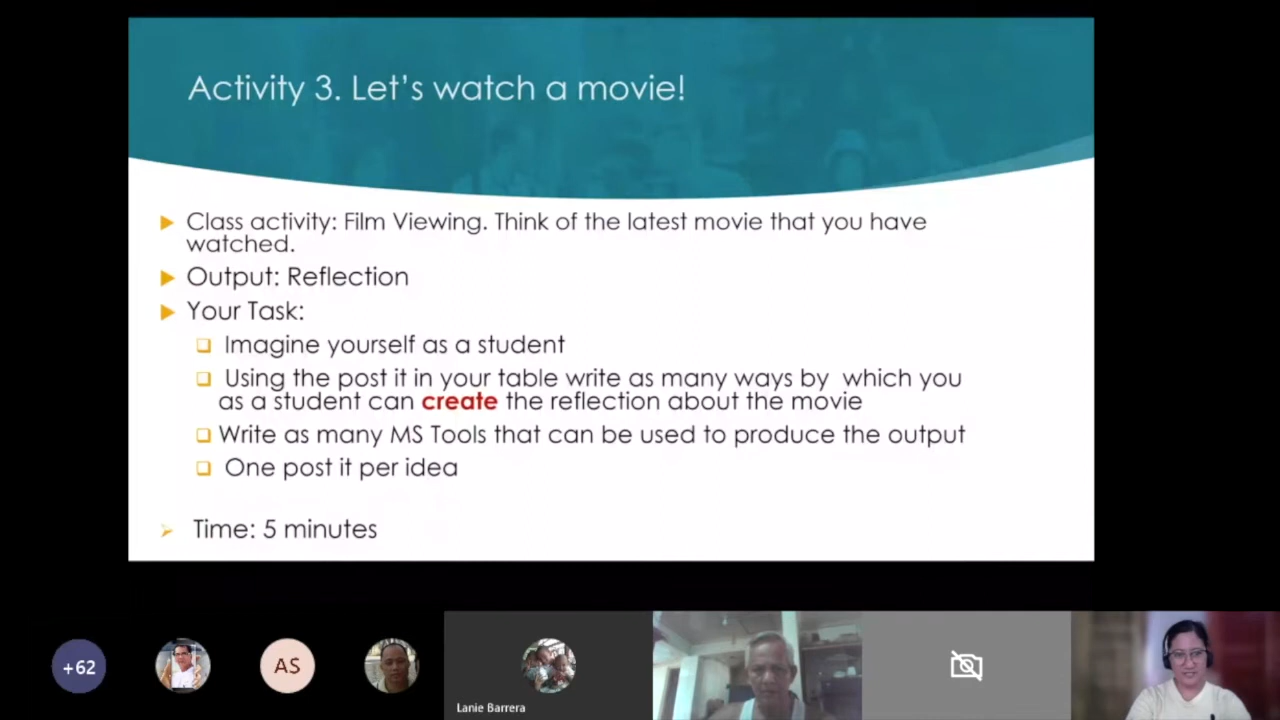 Activity 3. Let's watch a movie!
Class activity: Film Viewing. Think of the latest movie that you have
watched.
Output: Reflection
Your Task:
Imagine yourself as a student
Using the post it in your table write as many ways by which you
as a student can create the reflection about the movie
Write as many MS Tools that can be used to produce the output
One post it per idea
Time: 5 minutes
+62
AS
Lanie Barrera